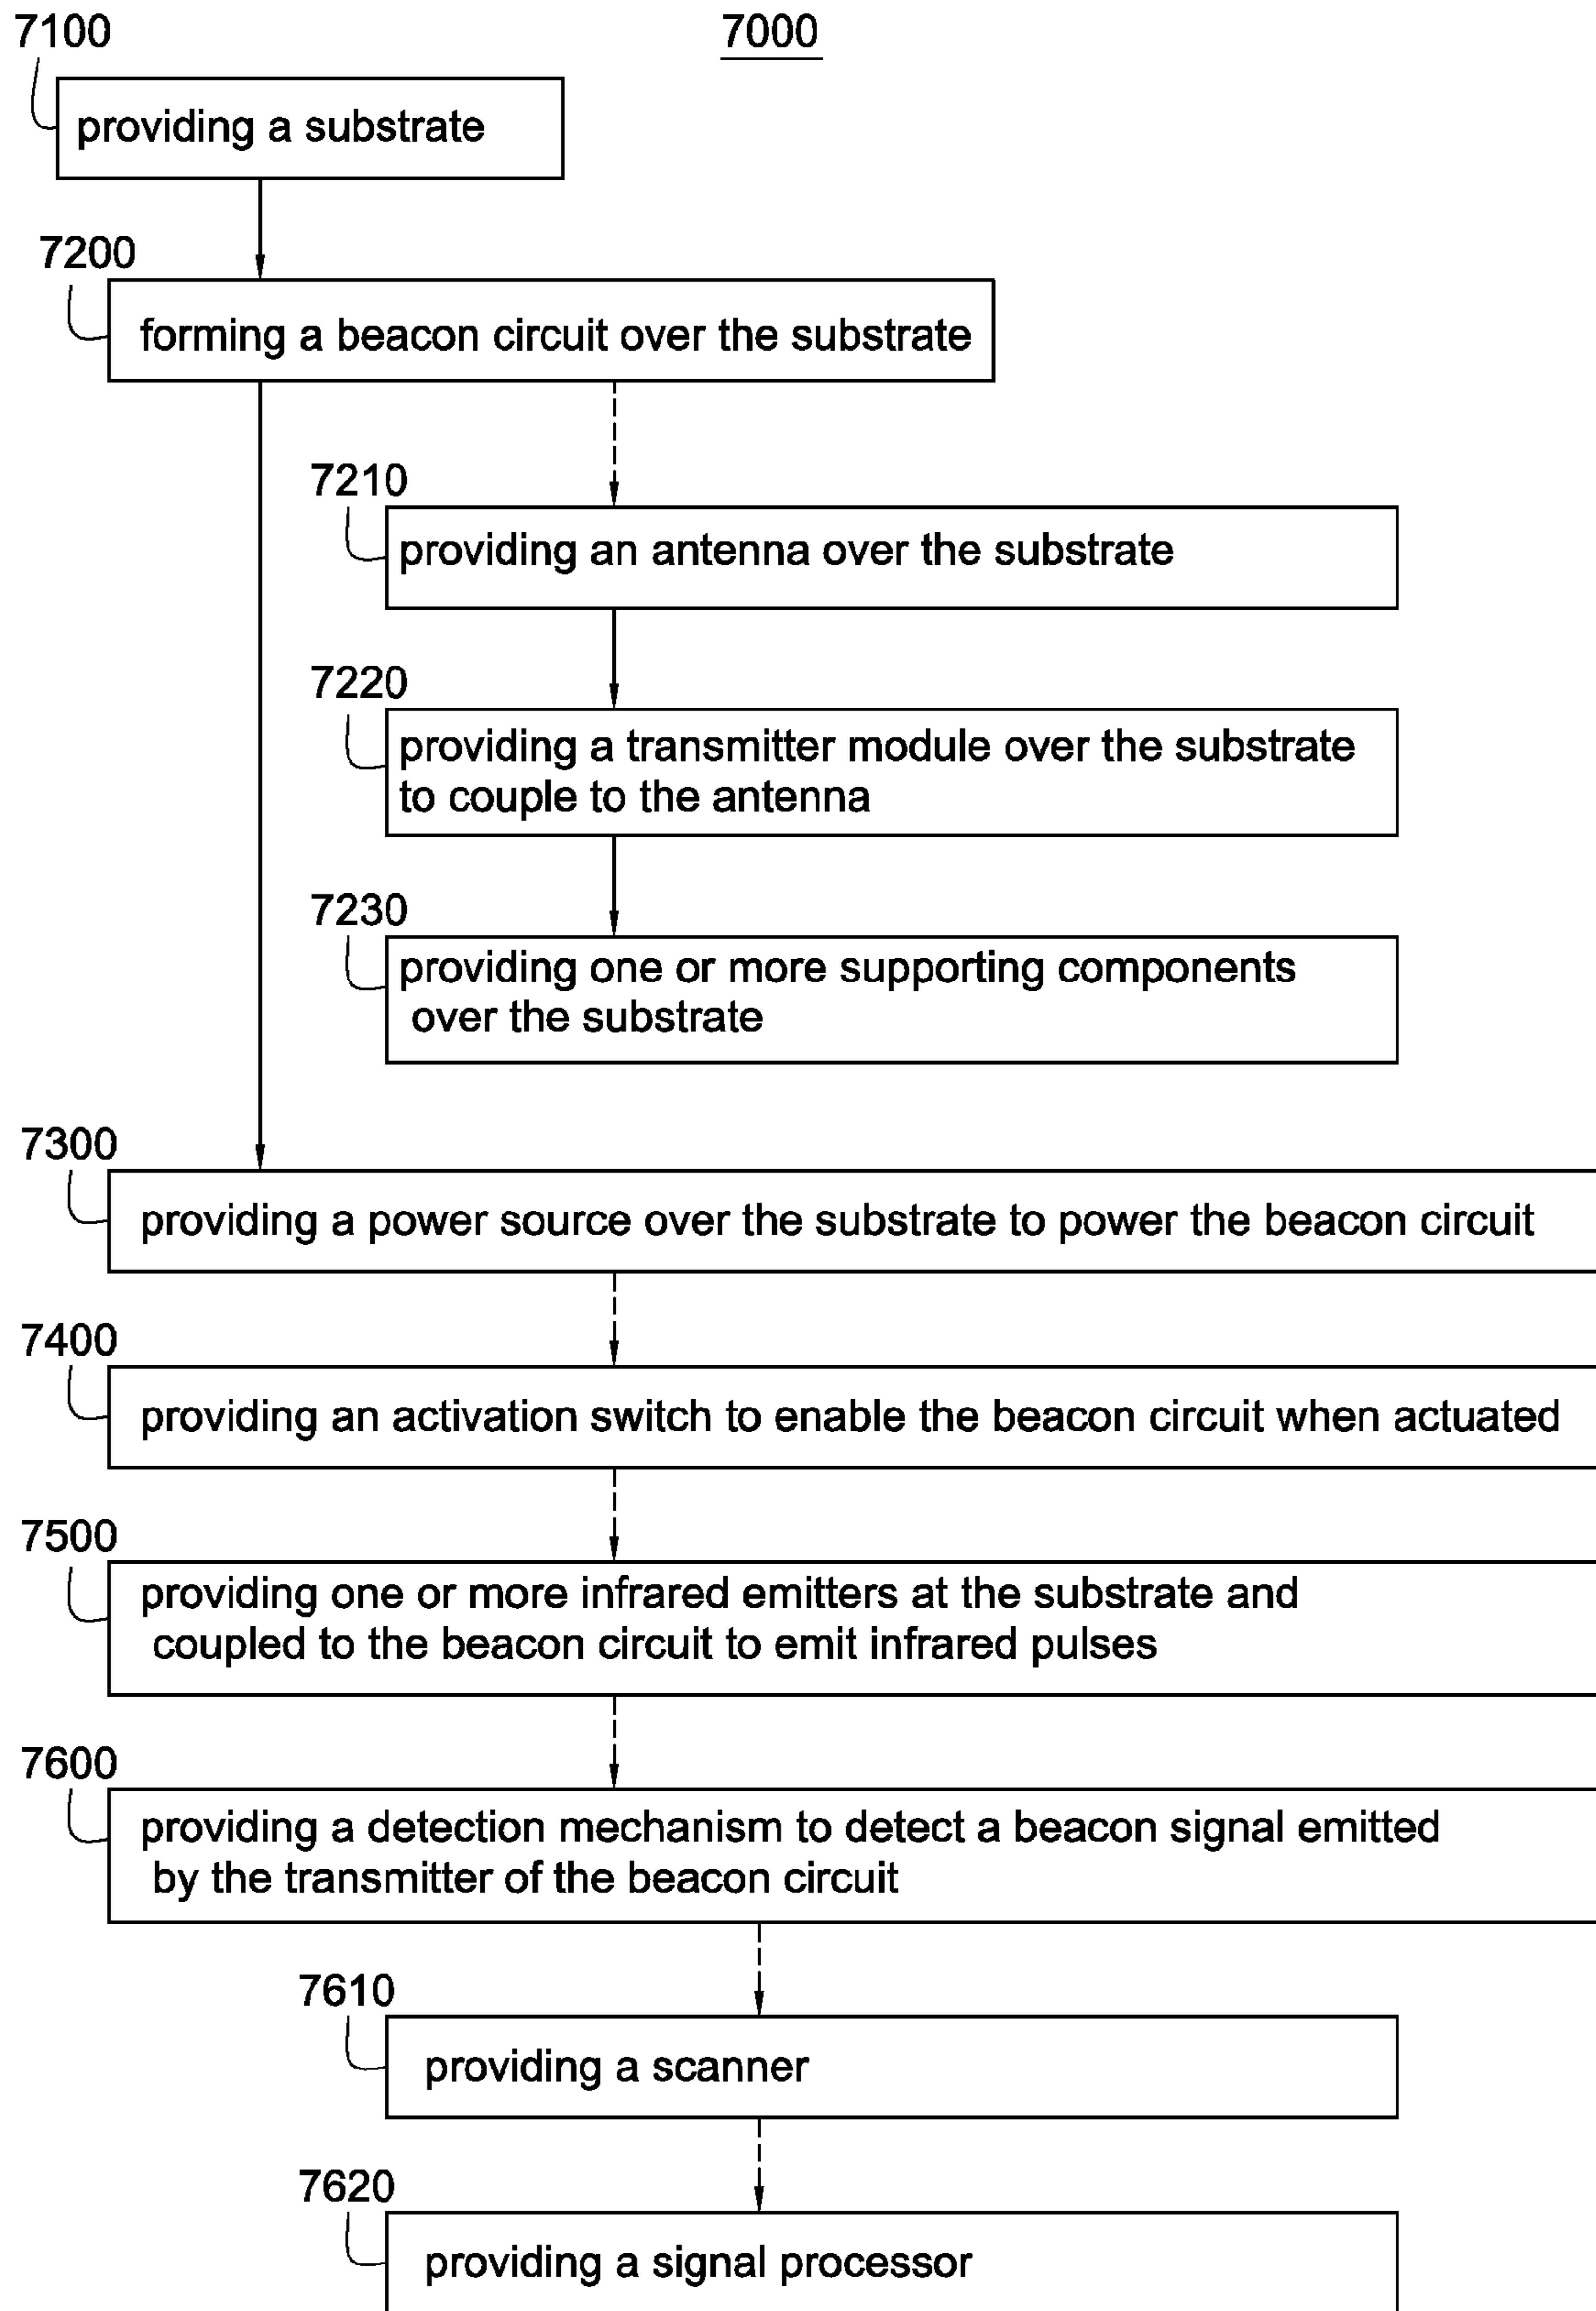 7100
7000
providing a substrate
7200
forming a beacon circuit over the substrate
7210
providing an antenna over the substrate
7220
providing a transmitter module over the substrate
to couple to the antenna
7230
providing one or more supporting components
over the substrate
7300
providing a power source over the substrate to power the beacon circuit
7400
providing an activation switch to enable the beacon circuit when actuated
7500
providing one or more infrared emitters at the substrate and
coupled to the beacon circuit to emit infrared pulses
7600
providing a detection mechanism to detect a beacon signal emitted
by the transmitter of the beacon circuit
7610
providing a scanner
7620
providing a signal processor